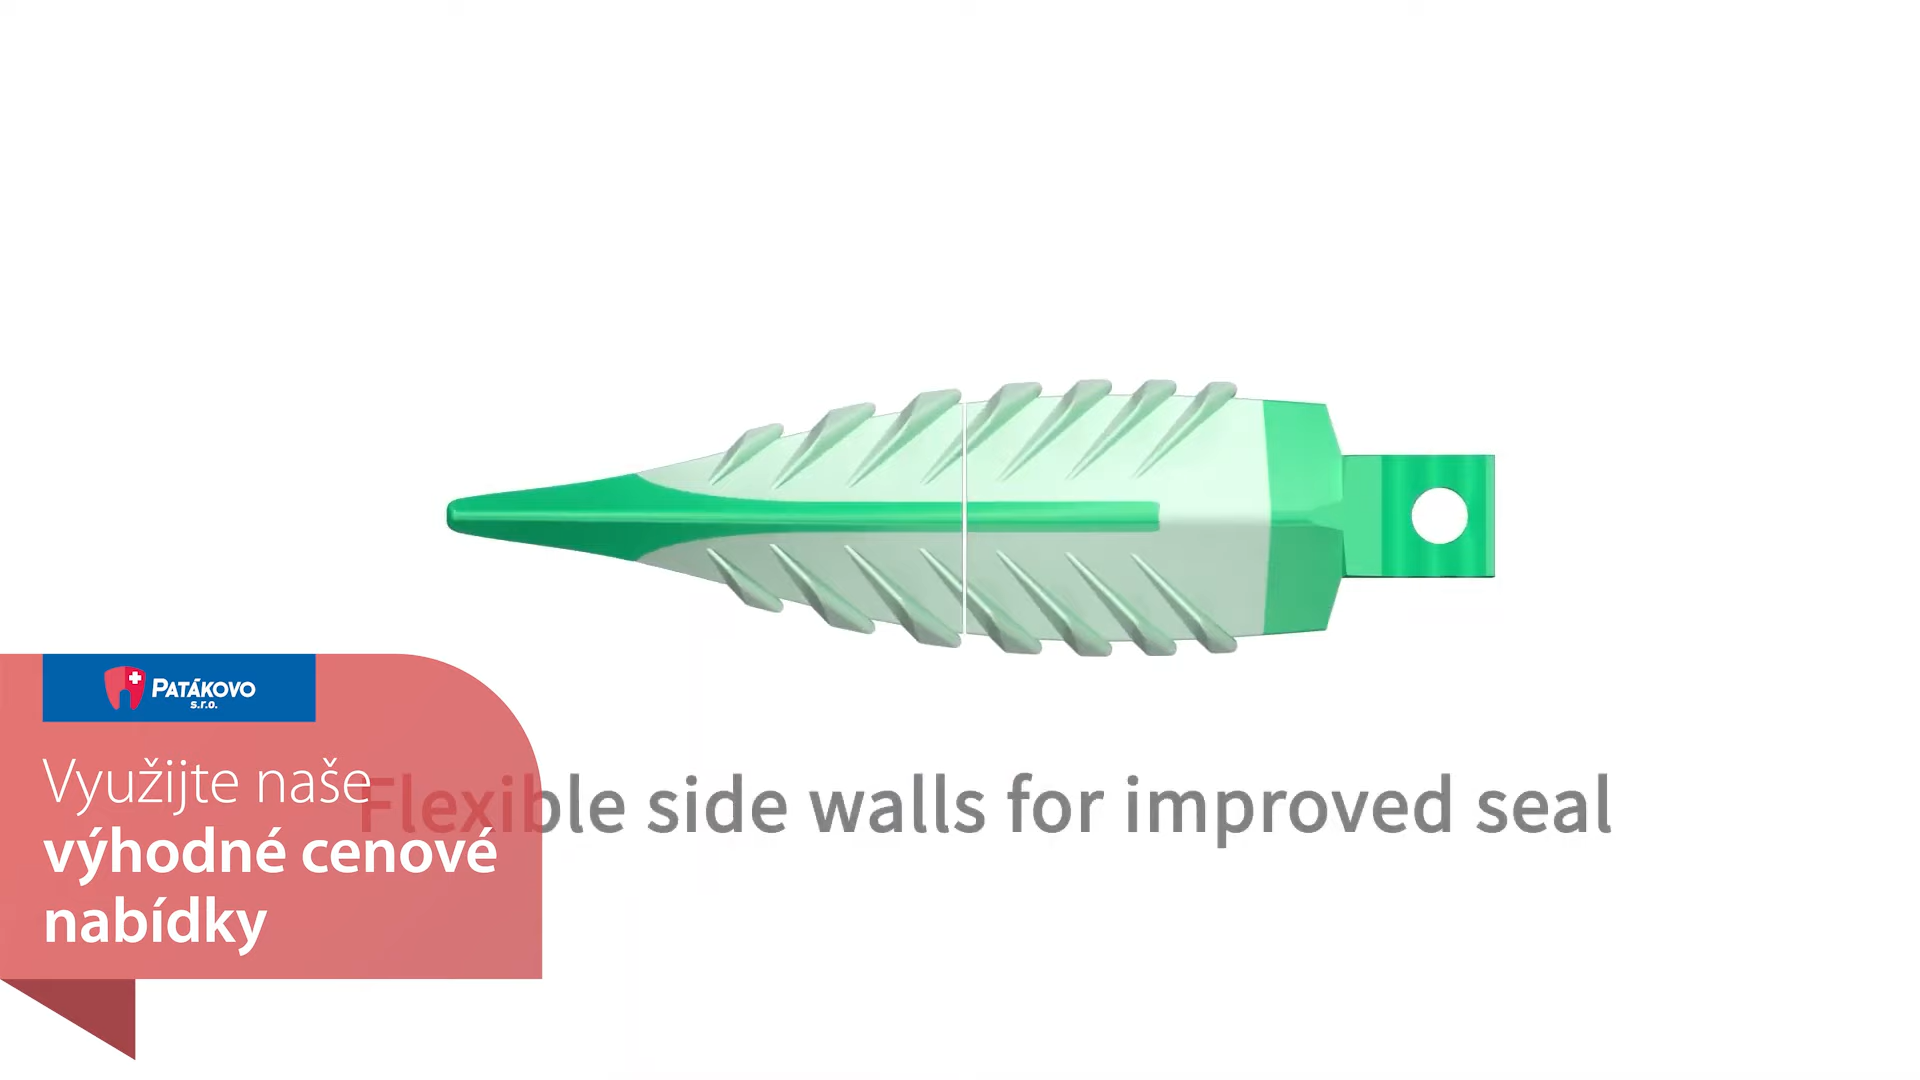 PATÁKOVO
s.r.o.
Využijte naše
výhodné cenové
nabídky
Flexible side walls for improved seal